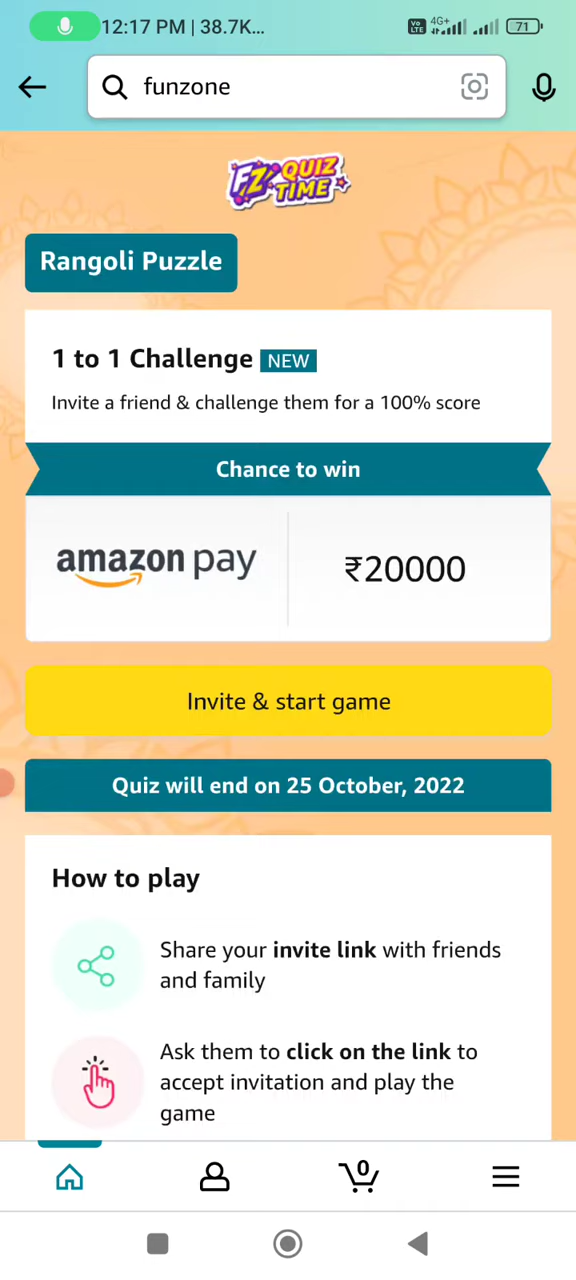 12:17 PM | 38.7K...
Vo LTE 4G+ 71
funzone
FZ QUIZ TIME
Rangoli Puzzle
1 to 1 Challenge NEW
Invite a friend & challenge them for a 100% score
Chance to win
amazon pay ₹20000
Invite & start game
Quiz will end on 25 October, 2022
How to play
Share your invite link with friends
and family
Ask them to click on the link to
accept invitation and play the
game
0